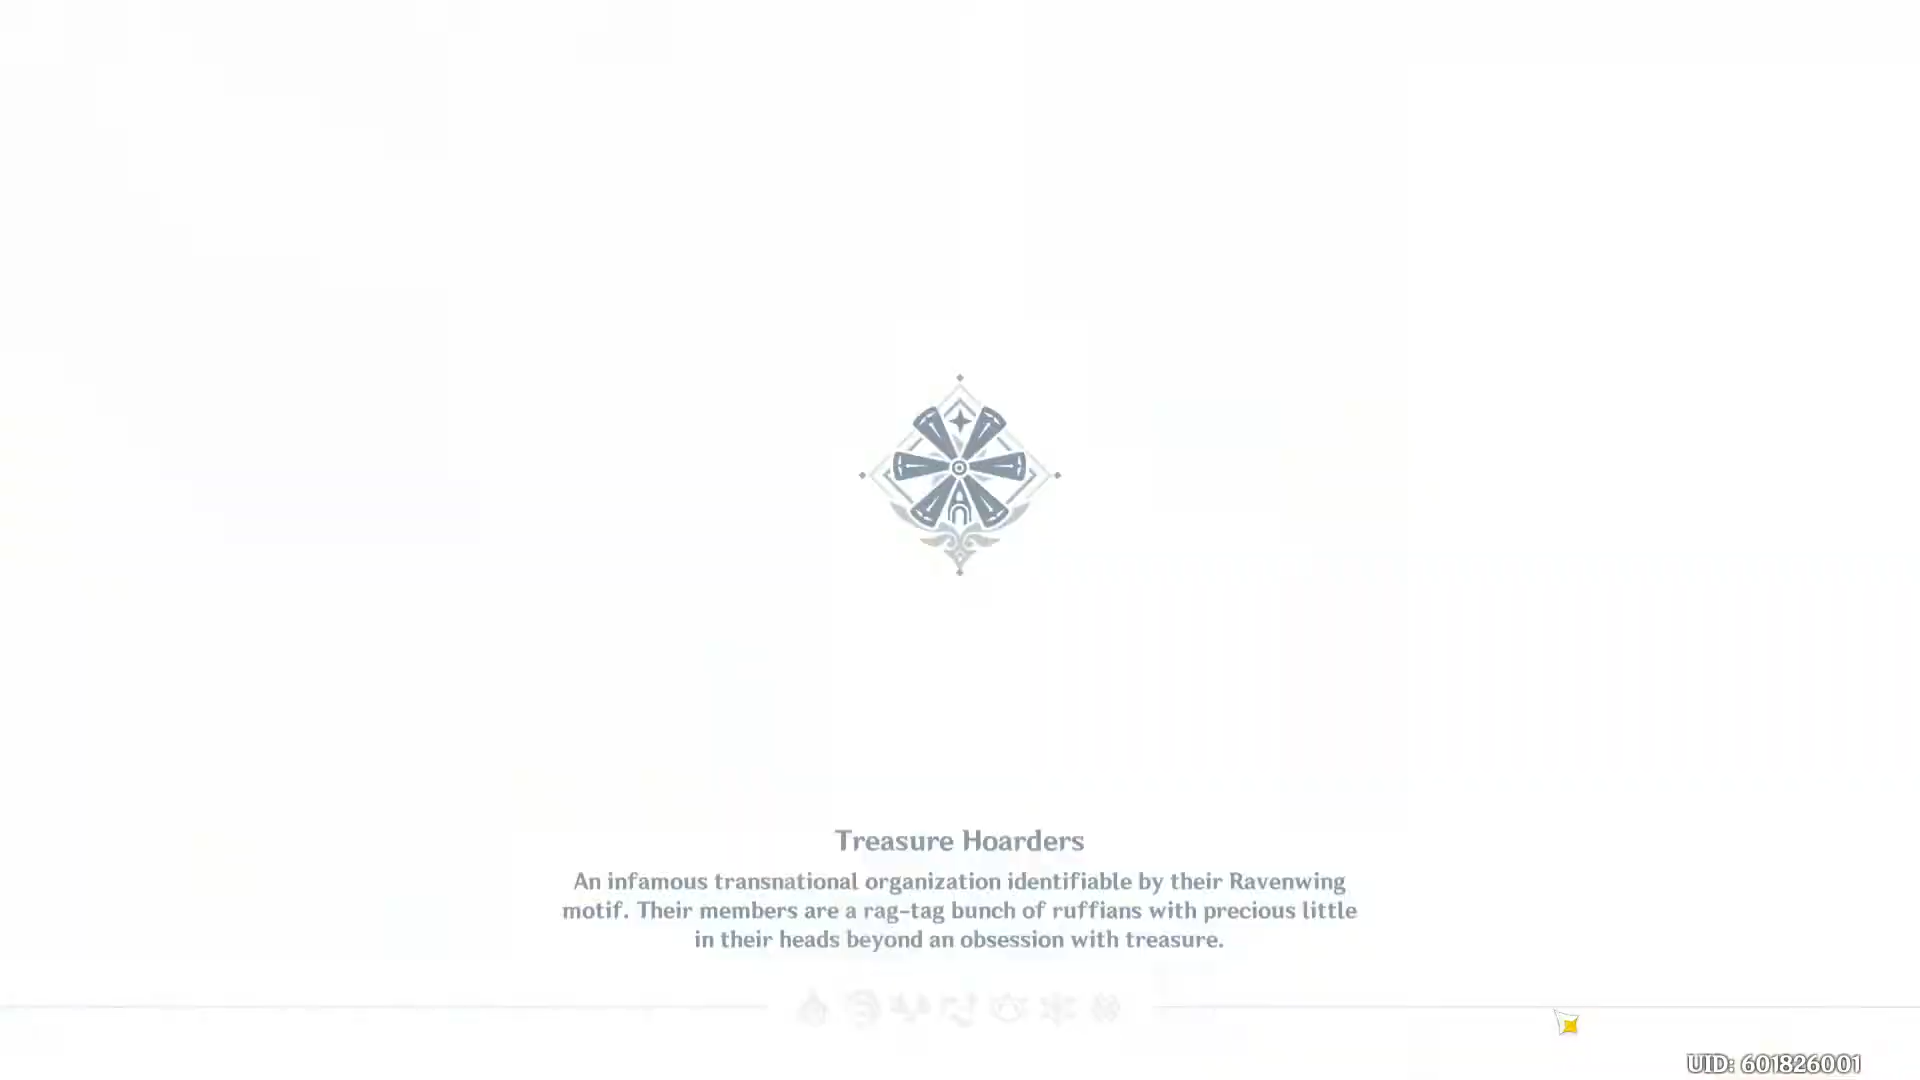 Treasure Hoarders
An infamous transnational organization identifiable by their Ravenwing
motif. Their members are a rag-tag bunch of ruffians with precious little
in their heads beyond an obsession with treasure.
UID: 601826001